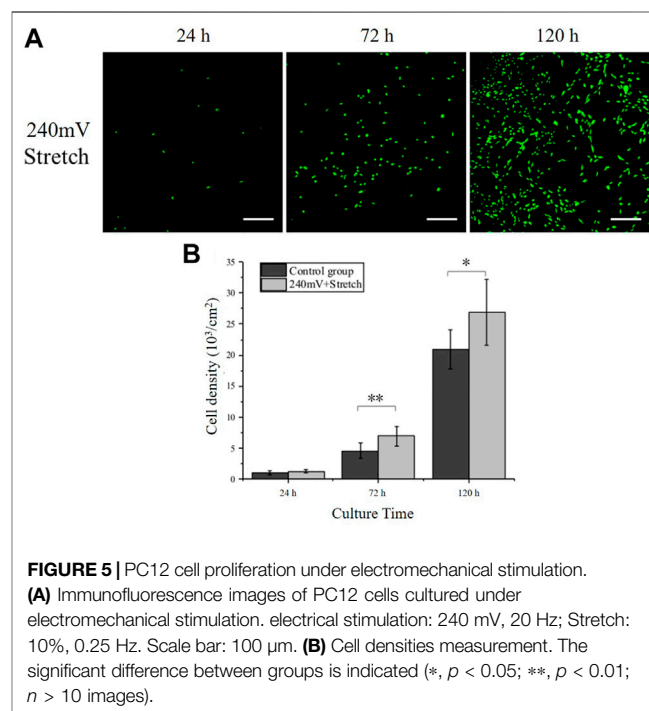 24 h 72 h 120 h
A
240mV
Stretch
B
Control group
240mV+Stretch
*
**
Cell density (10³/cm²)
35
30
25
20
15
10
5
0
24 h 72 h 120 h
Culture Time
FIGURE 5 | PC12 cell proliferation under electromechanical stimulation.
(A) Immunofluorescence images of PC12 cells cultured under
electromechanical stimulation. electrical stimulation: 240 mV, 20 Hz; Stretch:
10%, 0.25 Hz. Scale bar: 100 µm. (B) Cell densities measurement. The
significant difference between groups is indicated (*, p < 0.05; **, p < 0.01;
n > 10 images).